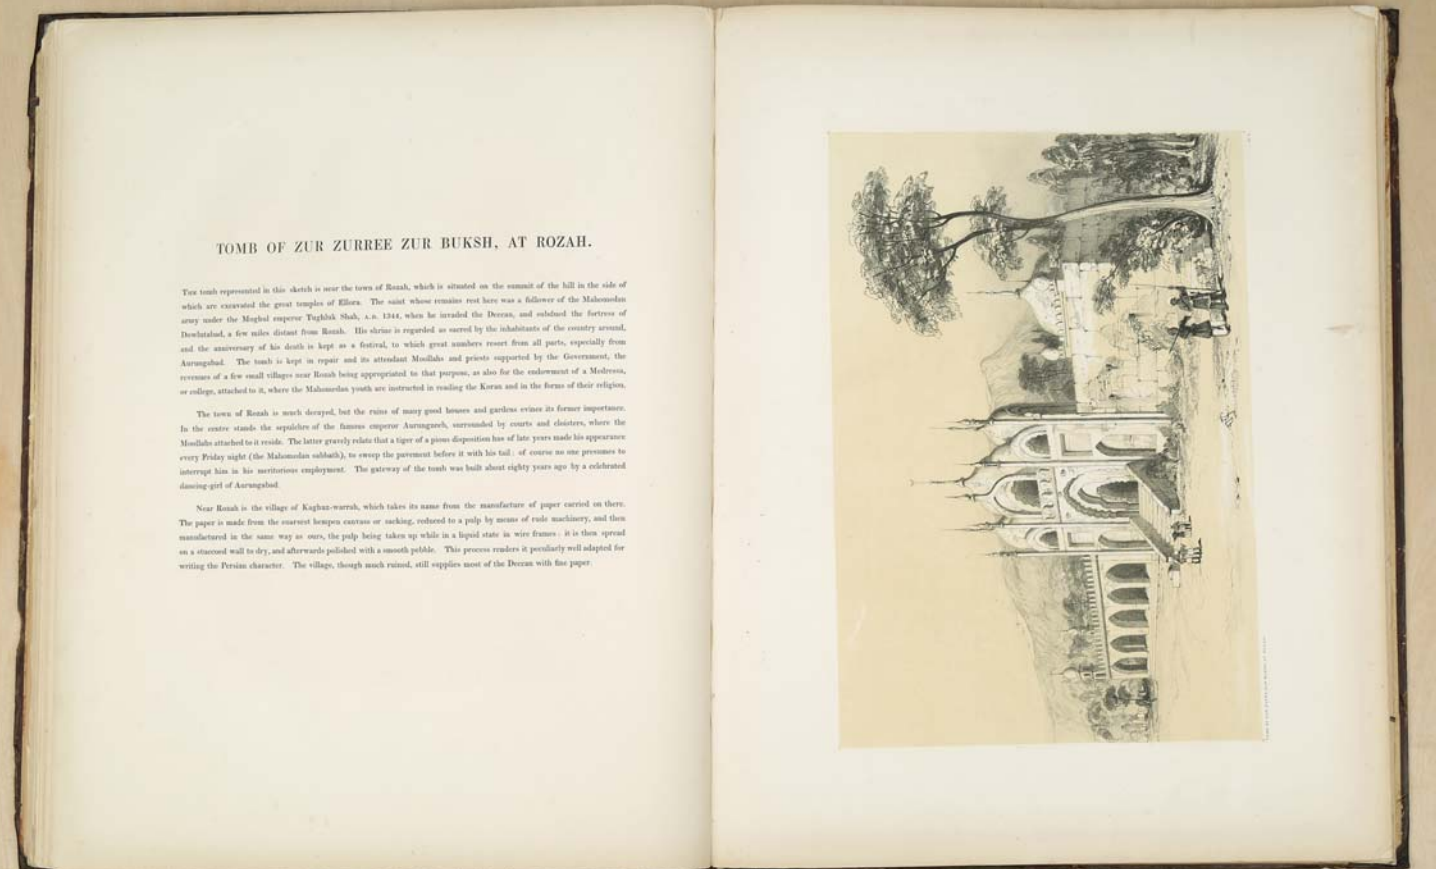 TOMB OF ZUR ZURREE ZUR BUKSH, AT ROZAH.
The tomb represented in this sketch is near the town of Rozah, which is situated on the summit of the hill in the side of
which are excavated the great temples of Ellora. The saint whose remains rest here was a follower of the Mahomedan
army under the Moghul emperor Tughluk Shah, A.D. 1344, when he invaded the Deccan, and subdued the fortress of
Dowlutabad, a few miles distant from Rozah. His shrine is regarded as sacred by the inhabitants of the country around,
and the anniversary of his death is kept as a festival, to which great numbers resort from all parts, especially from
Aurungabad. The tomb is kept in repair and its attendant Moollahs and priests supported by the Government, the
revenues of a few small villages near Rozah being appropriated to that purpose, as also for the endowment of a Medressa,
or college, attached to it, where the Mahomedan youth are instructed in reading the Koran and in the forms of their religion.
The town of Rozah is much decayed, but the ruins of many good houses and gardens evince its former importance.
In the centre stands the sepulchre of the famous emperor Aurungzeeb, surrounded by courts and cloisters, where the
Moollahs attached to it reside. The latter gravely relate that a tiger of a pious disposition has of late years made his appearance
every Friday night (the Mahomedan sabbath), to sweep the pavement before it with his tail; of course no one presumes to
interrupt him in his meritorious employment. The gateway of the tomb was built about eighty years ago by a celebrated
dancing-girl of Aurungabad.
Near Rozah is the village of Kaghaz-warrah, which takes its name from the manufacture of paper carried on there.
The paper is made from the coarsest hempen canvass or sacking, reduced to a pulp by means of rude machinery, and then
manufactured in the same way as ours, the pulp being taken up while in a liquid state in wire frames: it is then spread
on a stuccoed wall to dry, and afterwards polished with a smooth pebble. This process renders it peculiarly well adapted for
writing the Persian character. The village, though much ruined, still supplies most of the Deccan with fine paper.